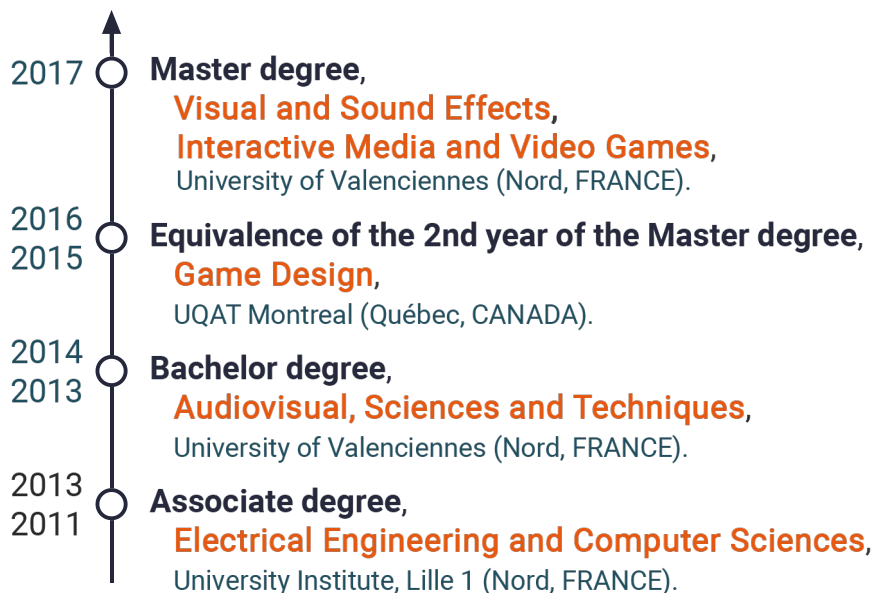 2017
Master degree,
Visual and Sound Effects,
Interactive Media and Video Games,
University of Valenciennes (Nord, FRANCE).
2016
2015
Equivalence of the 2nd year of the Master degree,
Game Design,
UQAT Montreal (Québec, CANADA).
2014
2013
Bachelor degree,
Audiovisual, Sciences and Techniques,
University of Valenciennes (Nord, FRANCE).
2013
2011
Associate degree,
Electrical Engineering and Computer Sciences,
University Institute, Lille 1 (Nord, FRANCE).